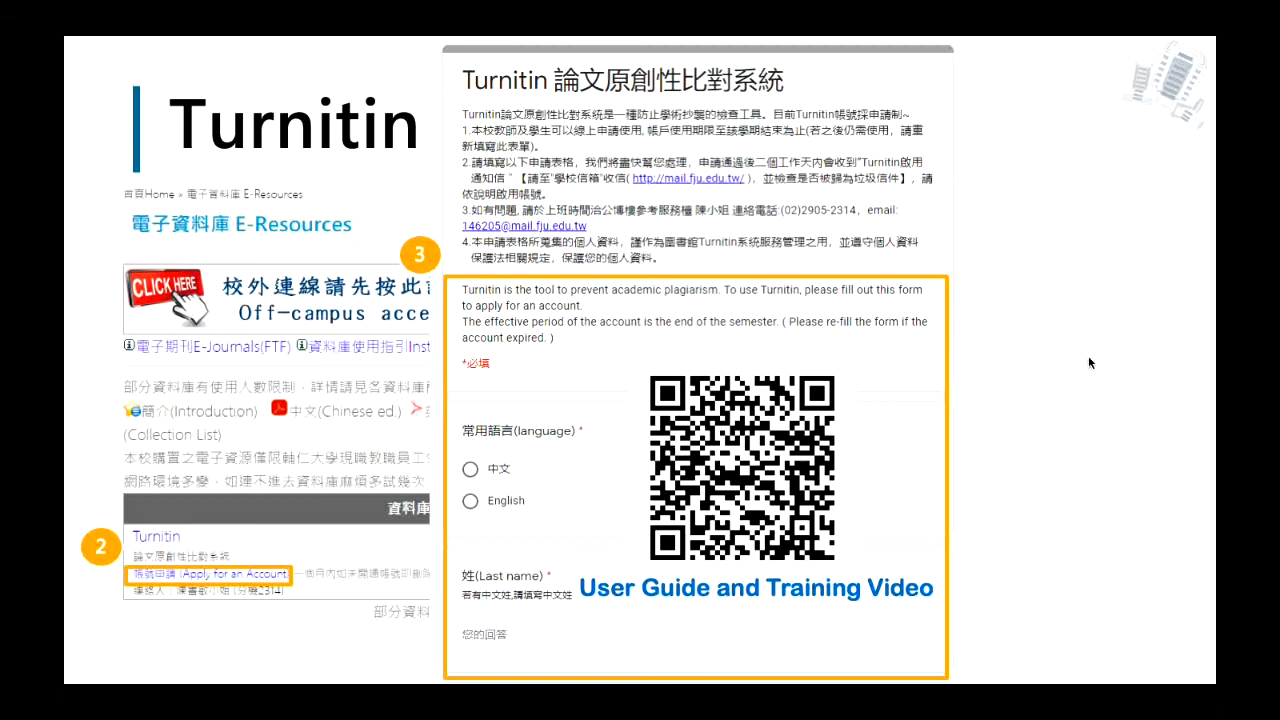 Turnitin
首頁Home » 電子資料庫 E-Resources
電子資料庫 E-Resources
CLICK HERE
校外連線請先按此
Off-campus acce
電子期刊E-Journals(FTF) 資料庫使用指引Inst
部分資料庫有使用人數限制，詳情請見各資料庫
簡介(Introduction) 中文(Chinese ed.)
(Collection List)
本校購置之電子資源僅限輔仁大學現職教職員工
網路環境多變，如連不進去資料庫麻煩多試幾次
資料庫
2
Turnitin
論文原創性比對系統
帳號申請 (Apply for an Account) 一個月內如未開通帳號即刪除
聯絡人：陳書敏小姐 (分機2314)
部分資料
3
Turnitin 論文原創性比對系統
Turnitin論文原創性比對系統是一種防止學術抄襲的檢查工具。目前Turnitin帳號採申請制~
1.本校教師及學生可以線上申請使用, 帳戶使用期限至該學期結束為止(若之後仍需使用，請重
新填寫此表單)。
2.請填寫以下申請表格，我們將盡快幫您處理，申請通過後二個工作天內會收到"Turnitin啟用
通知信"【請至"學校信箱"收信( http://mail.fju.edu.tw/ )，並檢查是否被歸為垃圾信件】，請
依說明啟用帳號。
3.如有問題, 請於上班時間洽公博樓參考服務檯 陳小姐 連絡電話:(02)2905-2314，email:
146205@mail.fju.edu.tw
4.本申請表格所蒐集的個人資料，謹作為圖書館Turnitin系統服務管理之用，並遵守個人資料
保護法相關規定，保護您的個人資料。
Turnitin is the tool to prevent academic plagiarism. To use Turnitin, please fill out this form
to apply for an account.
The effective period of the account is the end of the semester. ( Please re-fill the form if the
account expired. )
*必填
常用語言(language) *
中文
English
姓(Last name) *
若有中文姓,請填寫中文姓
User Guide and Training Video
您的回答